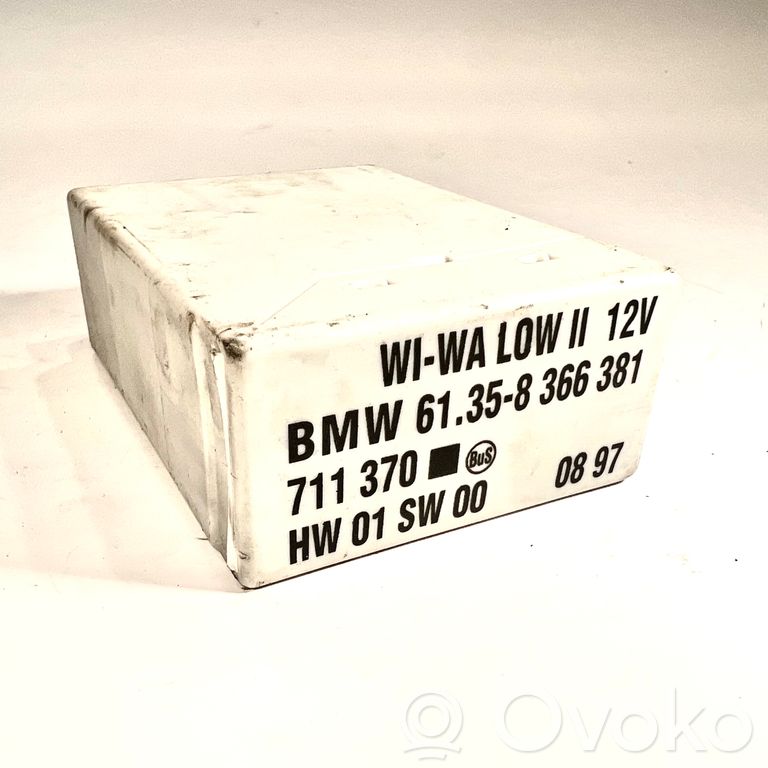 WI-WA LOW II 12V
BMW 61.35-8 366 381
711 370 BuS 08 97
HW 01 SW 00
Ovoko